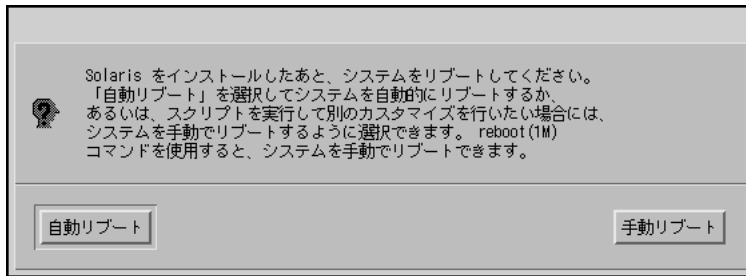 Solaris をインストールしたあと、システムをリブートしてください。
「自動リブート」を選択してシステムを自動的にリブートするか、
あるいは、スクリプトを実行して別のカスタマイズを行いたい場合には、
システムを手動でリブートするように選択できます。 reboot(1M)
コマンドを使用すると、システムを手動でリブートできます。
自動リブート
手動リブート